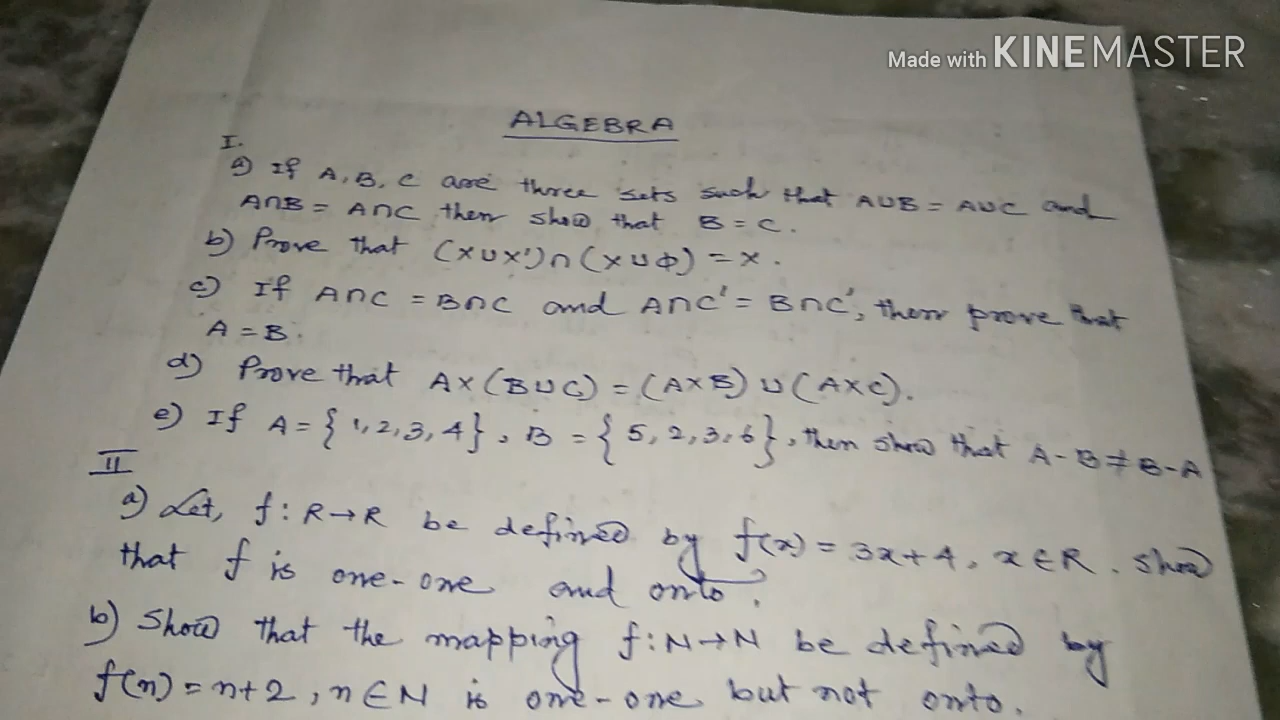 Made with KINEMASTER
ALGEBRA
I.
a) If A, B, C are three sets such that A∪B = A∪C and
A∩B = A∩C then show that B = C.
b) Prove that (X∪X')∩(X∪Φ) = X.
c) If A∩C = B∩C and A∩C' = B∩C', then prove that
A = B.
d) Prove that A×(B∪C) = (A×B) ∪ (A×C).
e) If A = {1,2,3,4}, B = {5,2,3,6}, then show that A-B≠B-A
II
a) Let, f: R→R be defined by f(x) = 3x+4, x∈R. Show
that f is one-one and onto.
b) Show that the mapping f: N→N be defined by
f(n) = n+2, n∈N is one-one but not onto.